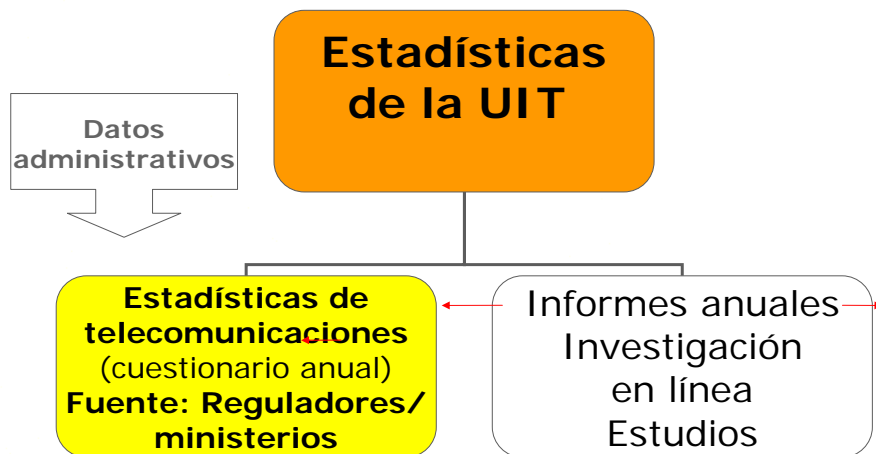 Estadísticas
de la UIT
Datos
administrativos
Estadísticas de
telecomunicaciones
(cuestionario anual)
Fuente: Reguladores/
ministerios
Informes anuales
Investigación
en línea
Estudios